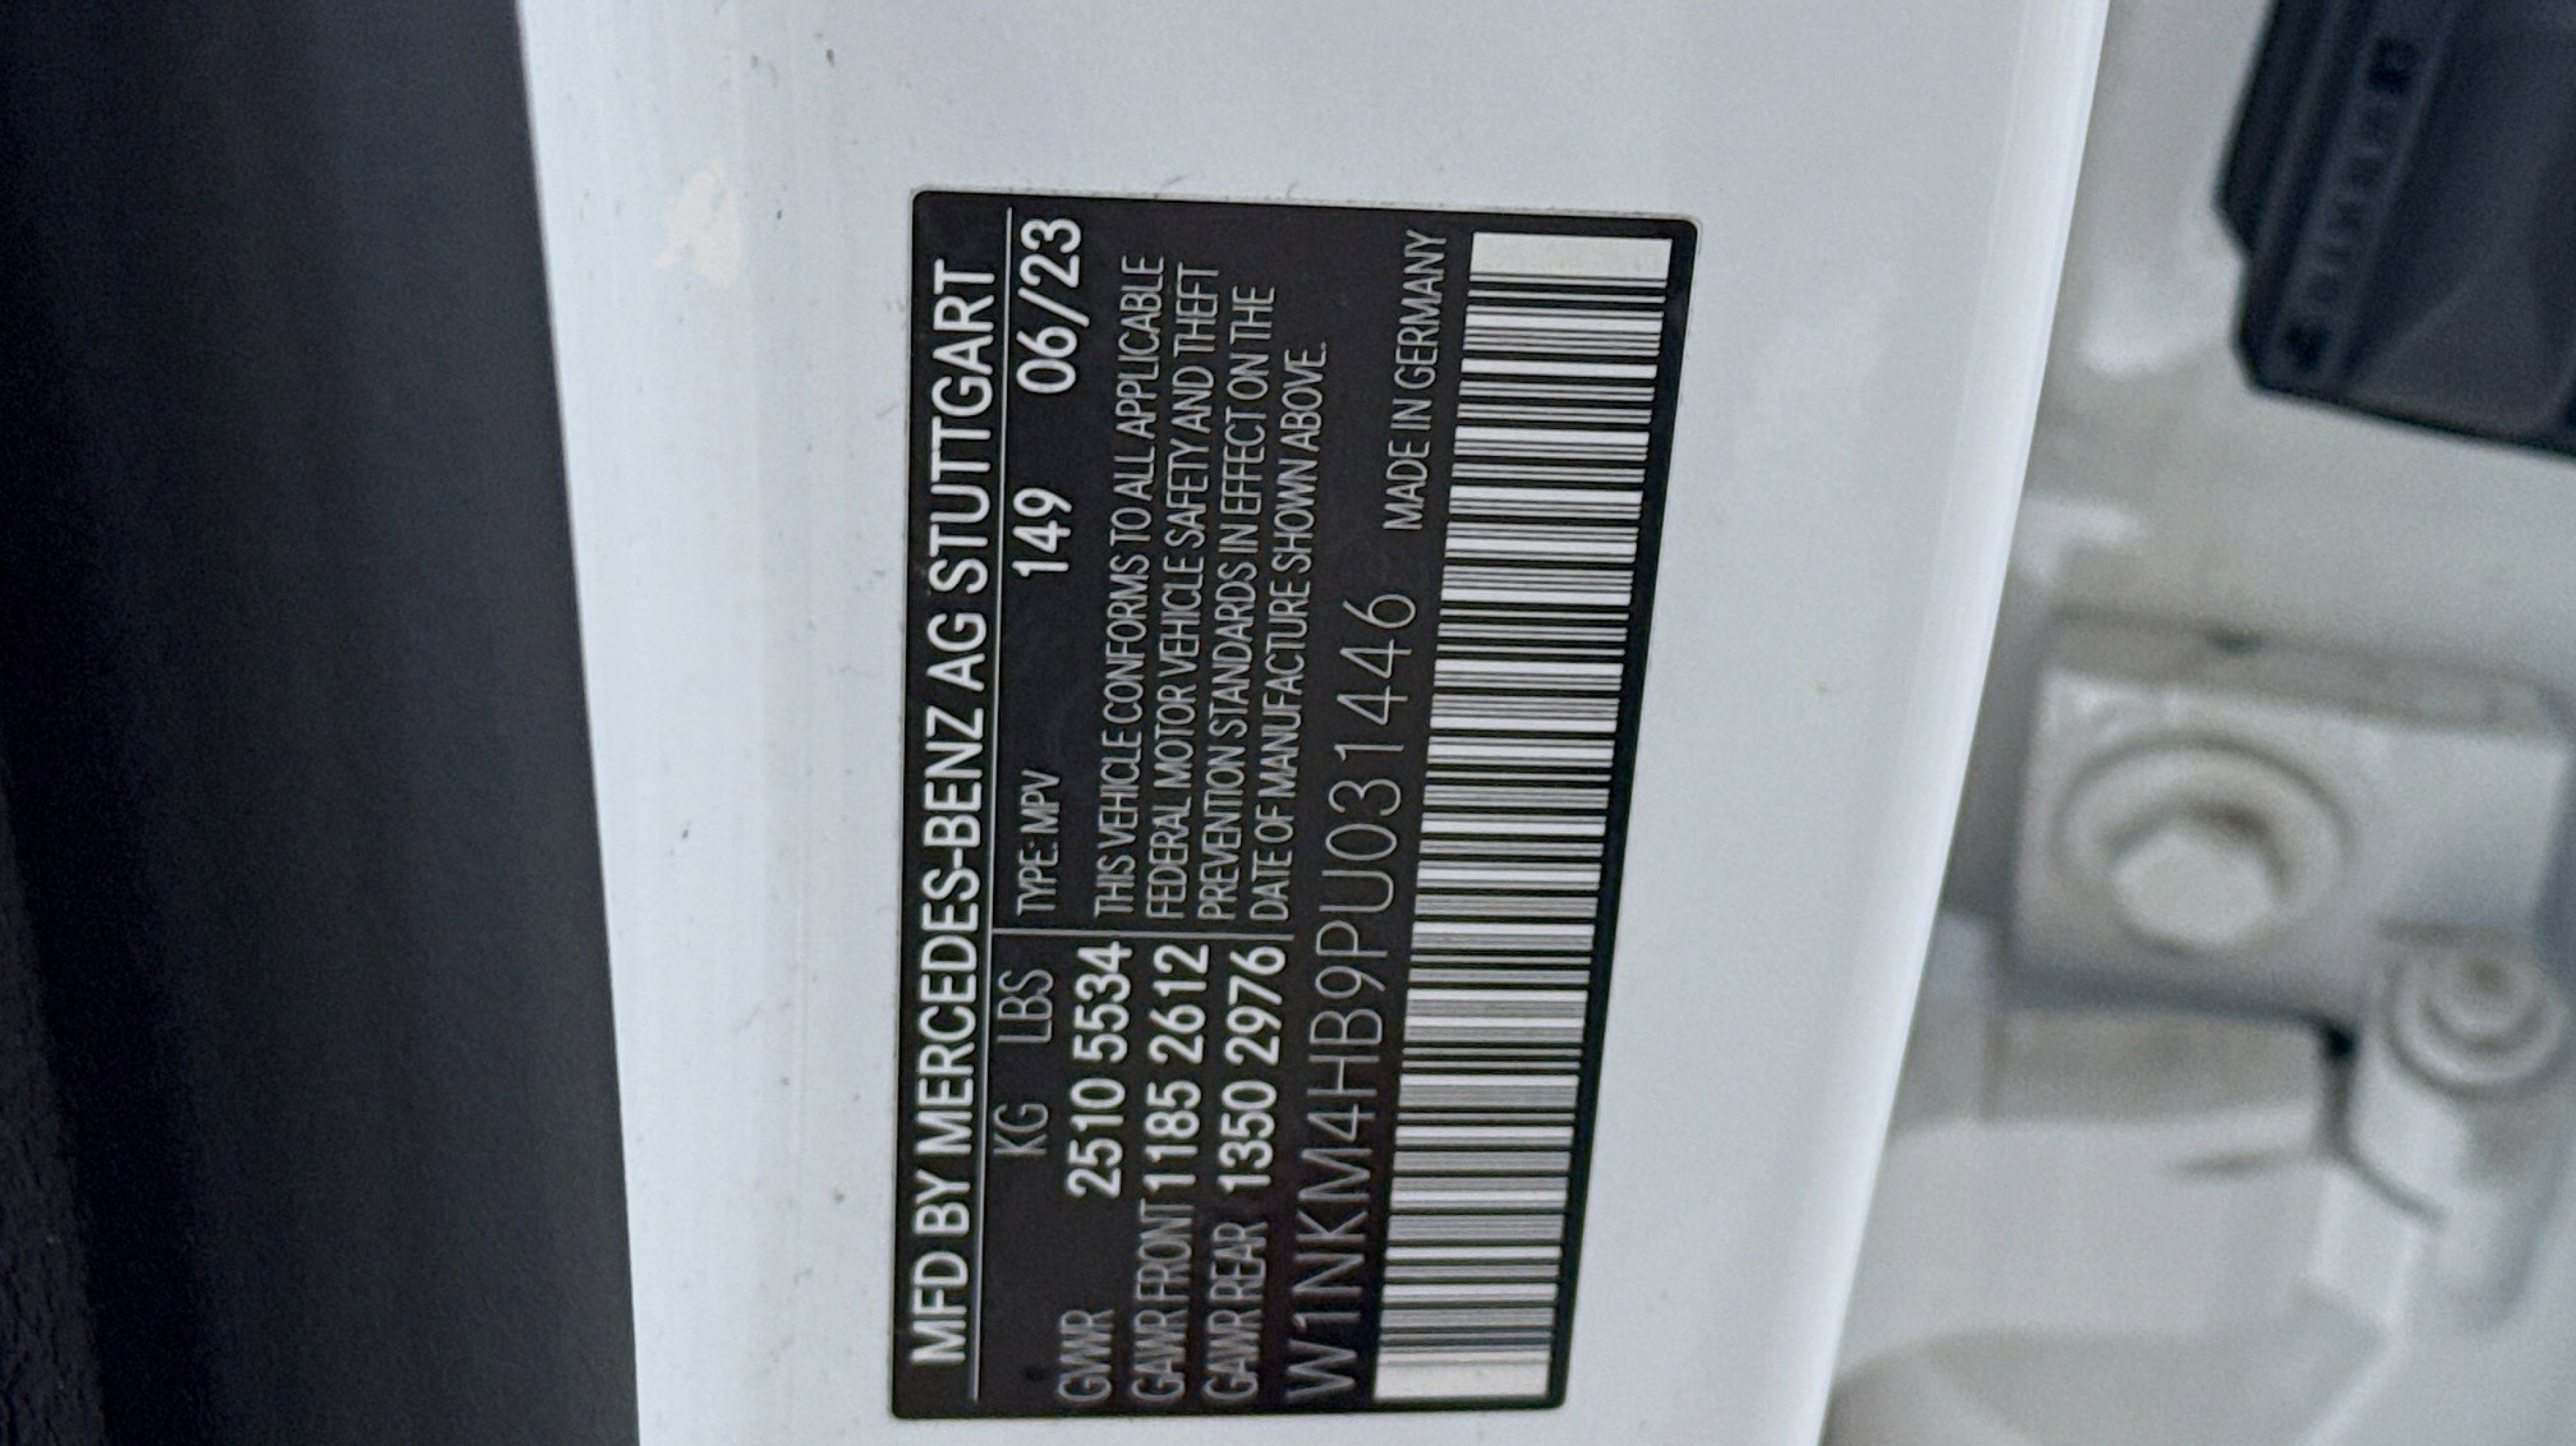 MFD BY MERCEDES-BENZ AG STUTTGART
KG LBS TYPE: MPV 149 06/23
GVWR 2510 5534 THIS VEHICLE CONFORMS TO ALL APPLICABLE
GAWR FRONT 1185 2612 FEDERAL MOTOR VEHICLE SAFETY AND THEFT
GAWR REAR 1350 2976 PREVENTION STANDARDS IN EFFECT ON THE
DATE OF MANUFACTURE SHOWN ABOVE.
W1NKM4HB9PU031446 MADE IN GERMANY